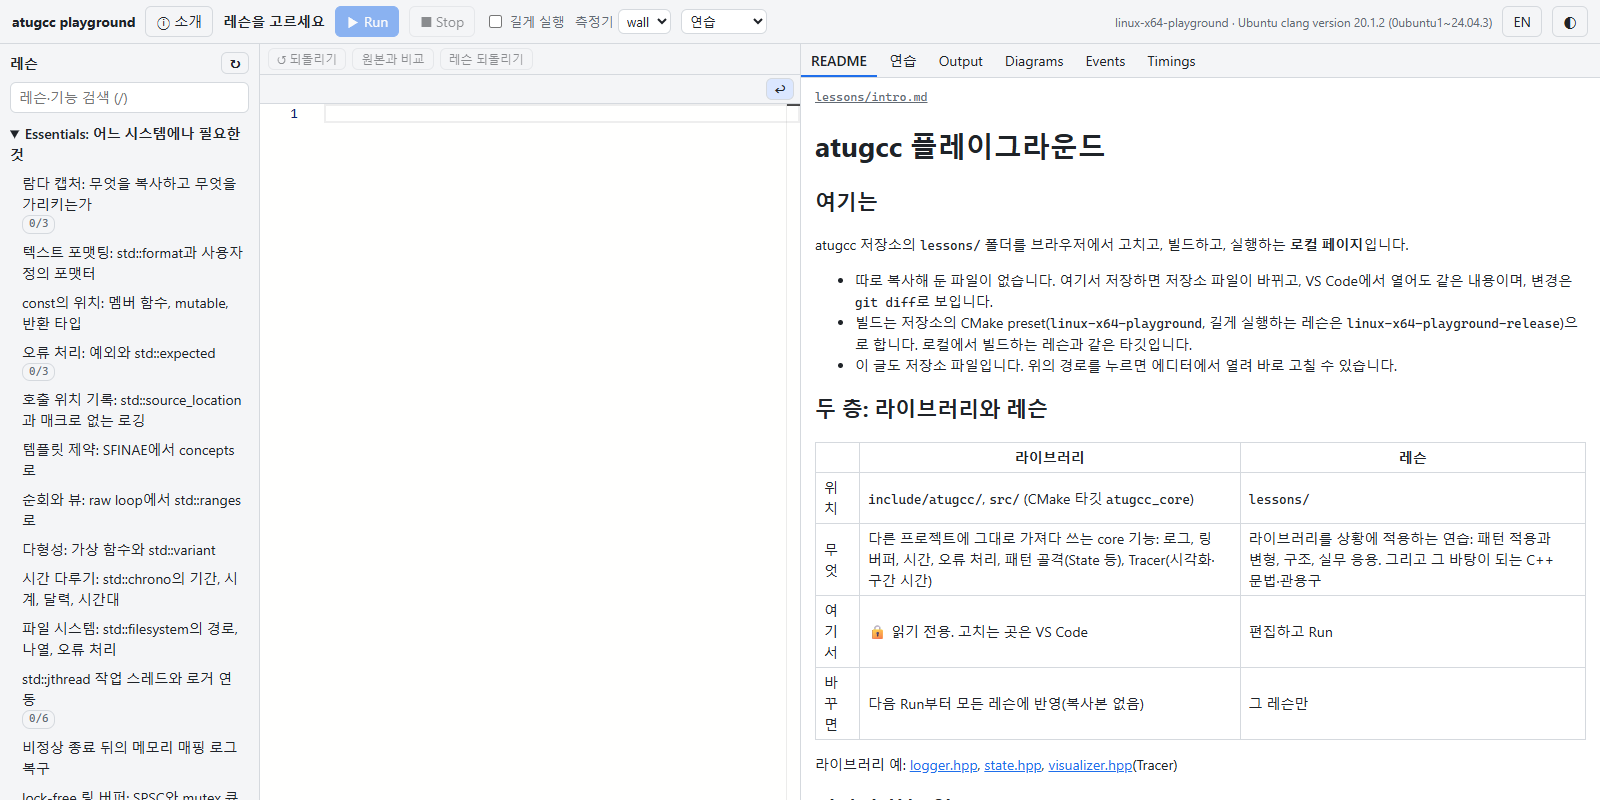 atugcc playground
ⓘ 소개
레슨을 고르세요
▶ Run
■ Stop
길게 실행
측정기
wall
연습
linux-x64-playground · Ubuntu clang version 20.1.2 (0ubuntu1~24.04.3)
EN
레슨
↻
레슨·기능 검색 (/)
▼ Essentials: 어느 시스템에나 필요한
것
람다 캡처: 무엇을 복사하고 무엇을
가리키는가
0/3
텍스트 포맷팅: std::format과 사용자
정의 포맷터
const의 위치: 멤버 함수, mutable,
반환 타입
오류 처리: 예외와 std::expected
0/3
호출 위치 기록: std::source_location
과 매크로 없는 로깅
템플릿 제약: SFINAE에서 concepts
로
순회와 뷰: raw loop에서 std::ranges
로
다형성: 가상 함수와 std::variant
시간 다루기: std::chrono의 기간, 시
계, 달력, 시간대
파일 시스템: std::filesystem의 경로,
나열, 오류 처리
std::jthread 작업 스레드와 로거 연
동
0/6
비정상 종료 뒤의 메모리 매핑 로그
복구
lock-free 링 버퍼: SPSC와 mutex 큐
↺ 되돌리기
원본과 비교
레슨 되돌리기
↩
1
README
연습
Output
Diagrams
Events
Timings
lessons/intro.md
atugcc 플레이그라운드
여기는
atugcc 저장소의 lessons/ 폴더를 브라우저에서 고치고, 빌드하고, 실행하는 로컬 페이지입니다.
• 따로 복사해 둔 파일이 없습니다. 여기서 저장하면 저장소 파일이 바뀌고, VS Code에서 열어도 같은 내용이며, 변경은
git diff로 보입니다.
• 빌드는 저장소의 CMake preset(linux-x64-playground, 길게 실행하는 레슨은 linux-x64-playground-release)으
로 합니다. 로컬에서 빌드하는 레슨과 같은 타깃입니다.
• 이 글도 저장소 파일입니다. 위의 경로를 누르면 에디터에서 열려 바로 고칠 수 있습니다.
두 층: 라이브러리와 레슨
라이브러리
레슨
위
치
include/atugcc/, src/ (CMake 타깃 atugcc_core)
lessons/
무
엇
다른 프로젝트에 그대로 가져다 쓰는 core 기능: 로그, 링
버퍼, 시간, 오류 처리, 패턴 골격(State 등), Tracer(시각화·
구간 시간)
라이브러리를 상황에 적용하는 연습: 패턴 적용과
변형, 구조, 실무 응용. 그리고 그 바탕이 되는 C++
문법·관용구
여
기
서
🔒 읽기 전용. 고치는 곳은 VS Code
편집하고 Run
바
꾸
면
다음 Run부터 모든 레슨에 반영(복사본 없음)
그 레슨만
라이브러리 예: logger.hpp, state.hpp, visualizer.hpp(Tracer)